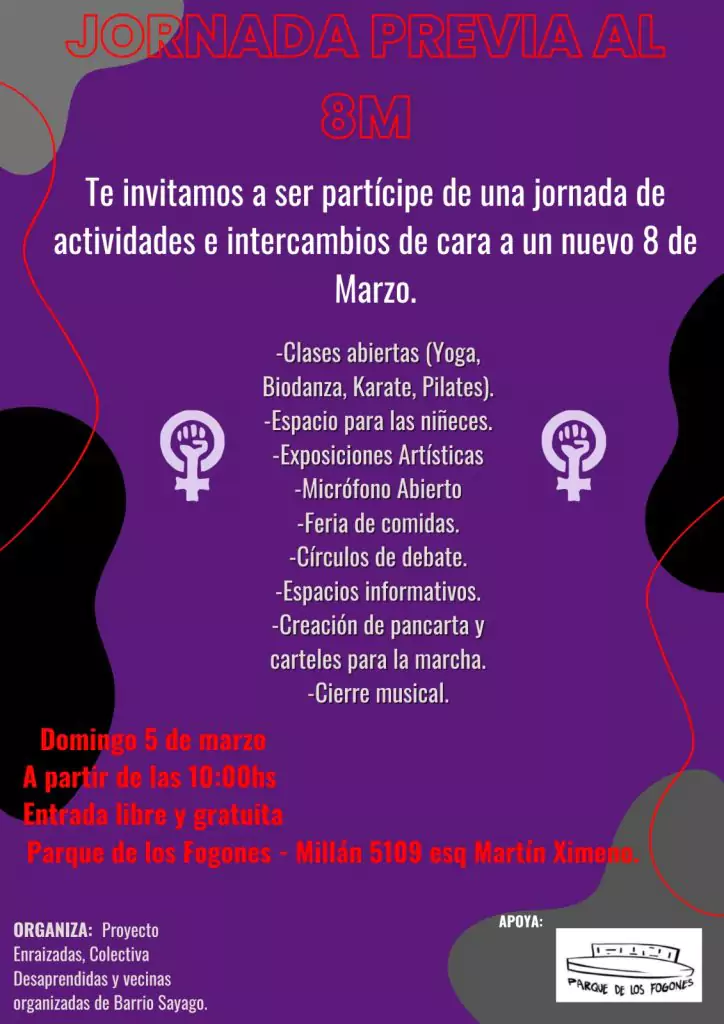 JORNADA PREVIA AL
8M
Te invitamos a ser partícipe de una jornada de
actividades e intercambios de cara a un nuevo 8 de
Marzo.
-Clases abiertas (Yoga,
Biodanza, Karate, Pilates).
-Espacio para las niñeces.
-Exposiciones Artísticas
-Micrófono Abierto
-Feria de comidas.
-Círculos de debate.
-Espacios informativos.
-Creación de pancarta y
carteles para la marcha.
-Cierre musical.
Domingo 5 de marzo
A partir de las 10:00hs
Entrada libre y gratuita
Parque de los Fogones - Millán 5109 esq Martín Ximeno.
ORGANIZA: Proyecto
Enraizadas, Colectiva
Desaprendidas y vecinas
organizadas de Barrio Sayago.
APOYA:
PARQUE DE LOS FOGONES